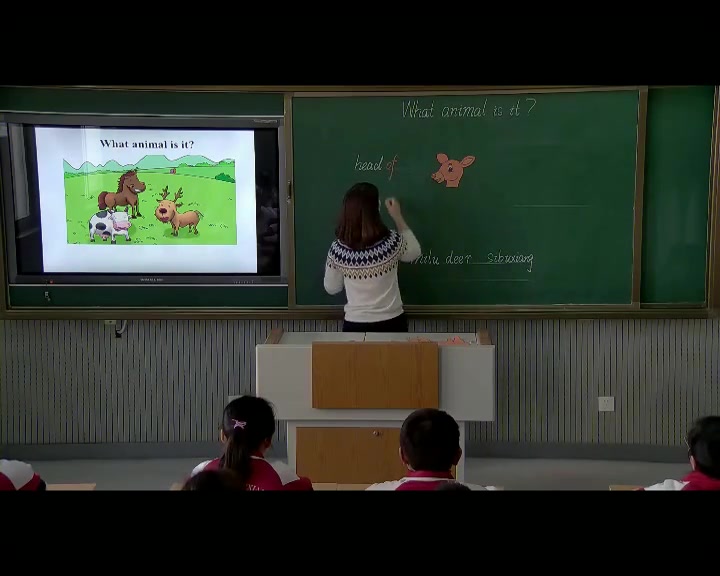 What animal is it?
What animal is it?
head of
milu deer sibuxiang